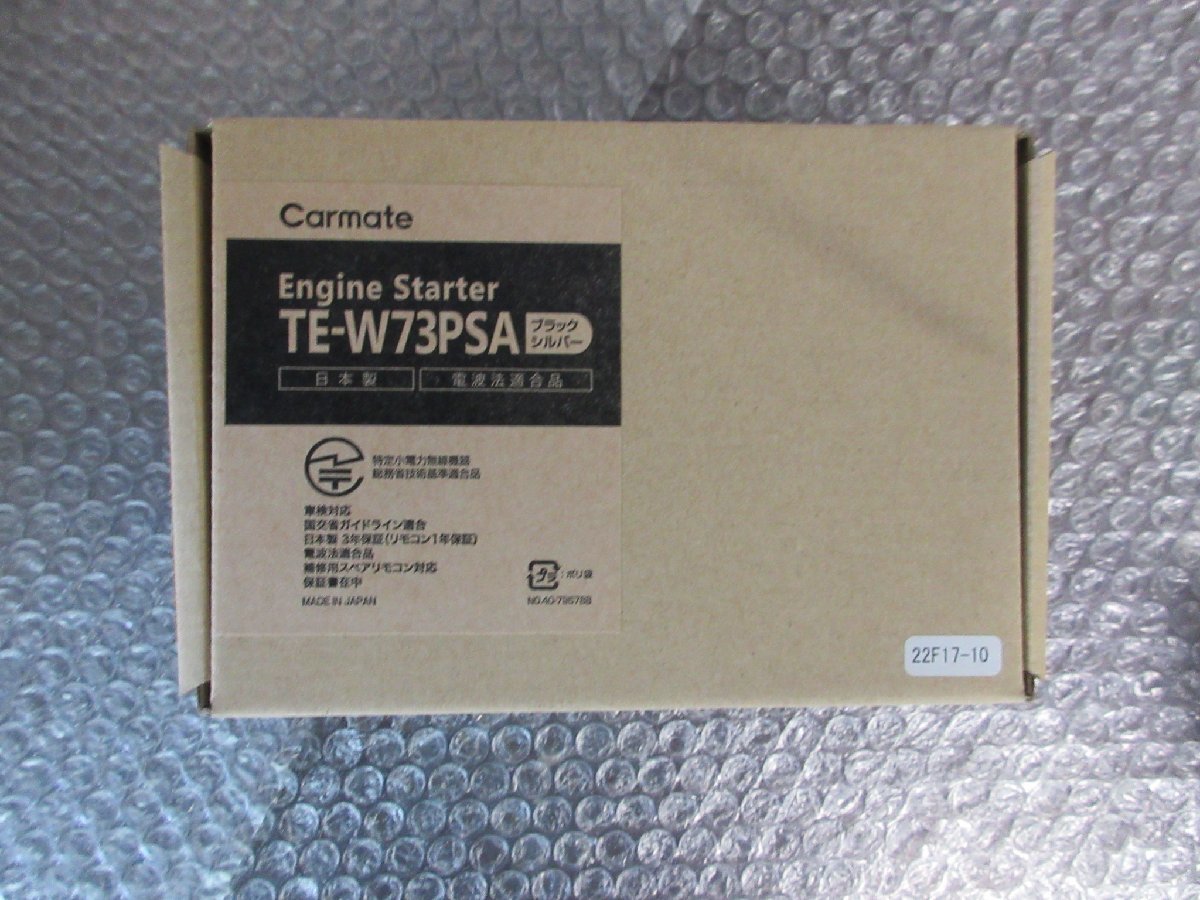 Carmate
Engine Starter
TE-W73PSA ブラック シルバー
日本製 電波法適合品
特定小電力無線機器
総務省技術基準適合品
車検対応
国交省ガイドライン適合
日本製 3年保証(リモコン1年保証)
電波法適合品
補修用スペアリモコン対応
保証書在中
MADE IN JAPAN
プラ :ポリ袋
22F17-10